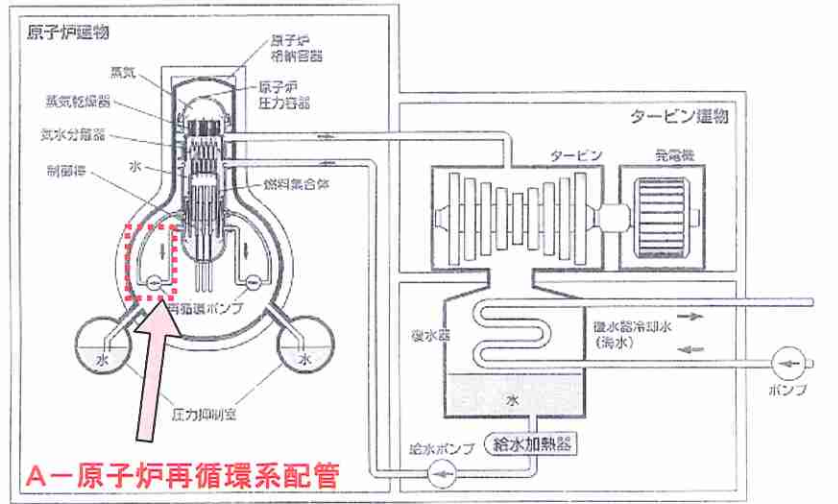 原子炉建物
原子炉
格納容器
蒸気
原子炉
圧力容器
蒸気乾燥器
気水分離器
水
制御棒
燃料集合体
再循環ポンプ
水
水
圧力抑制室
A－原子炉再循環系配管
タービン建物
タービン
発電機
復水器
復水器冷却水
(海水)
水
ポンプ
給水ポンプ
給水加熱器